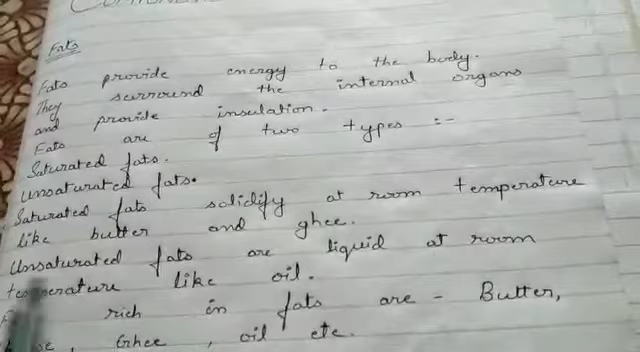 Fats
Fats provide energy to the body.
They surround the internal organs
and provide insulation.
Fats are of two types :-
Saturated fats.
Unsaturated fats.
Saturated fats solidify at room temperature
like butter and ghee.
Unsaturated fats are liquid at room
temperature like oil.
rich in fats are - Butter,
, Ghee, oil etc.